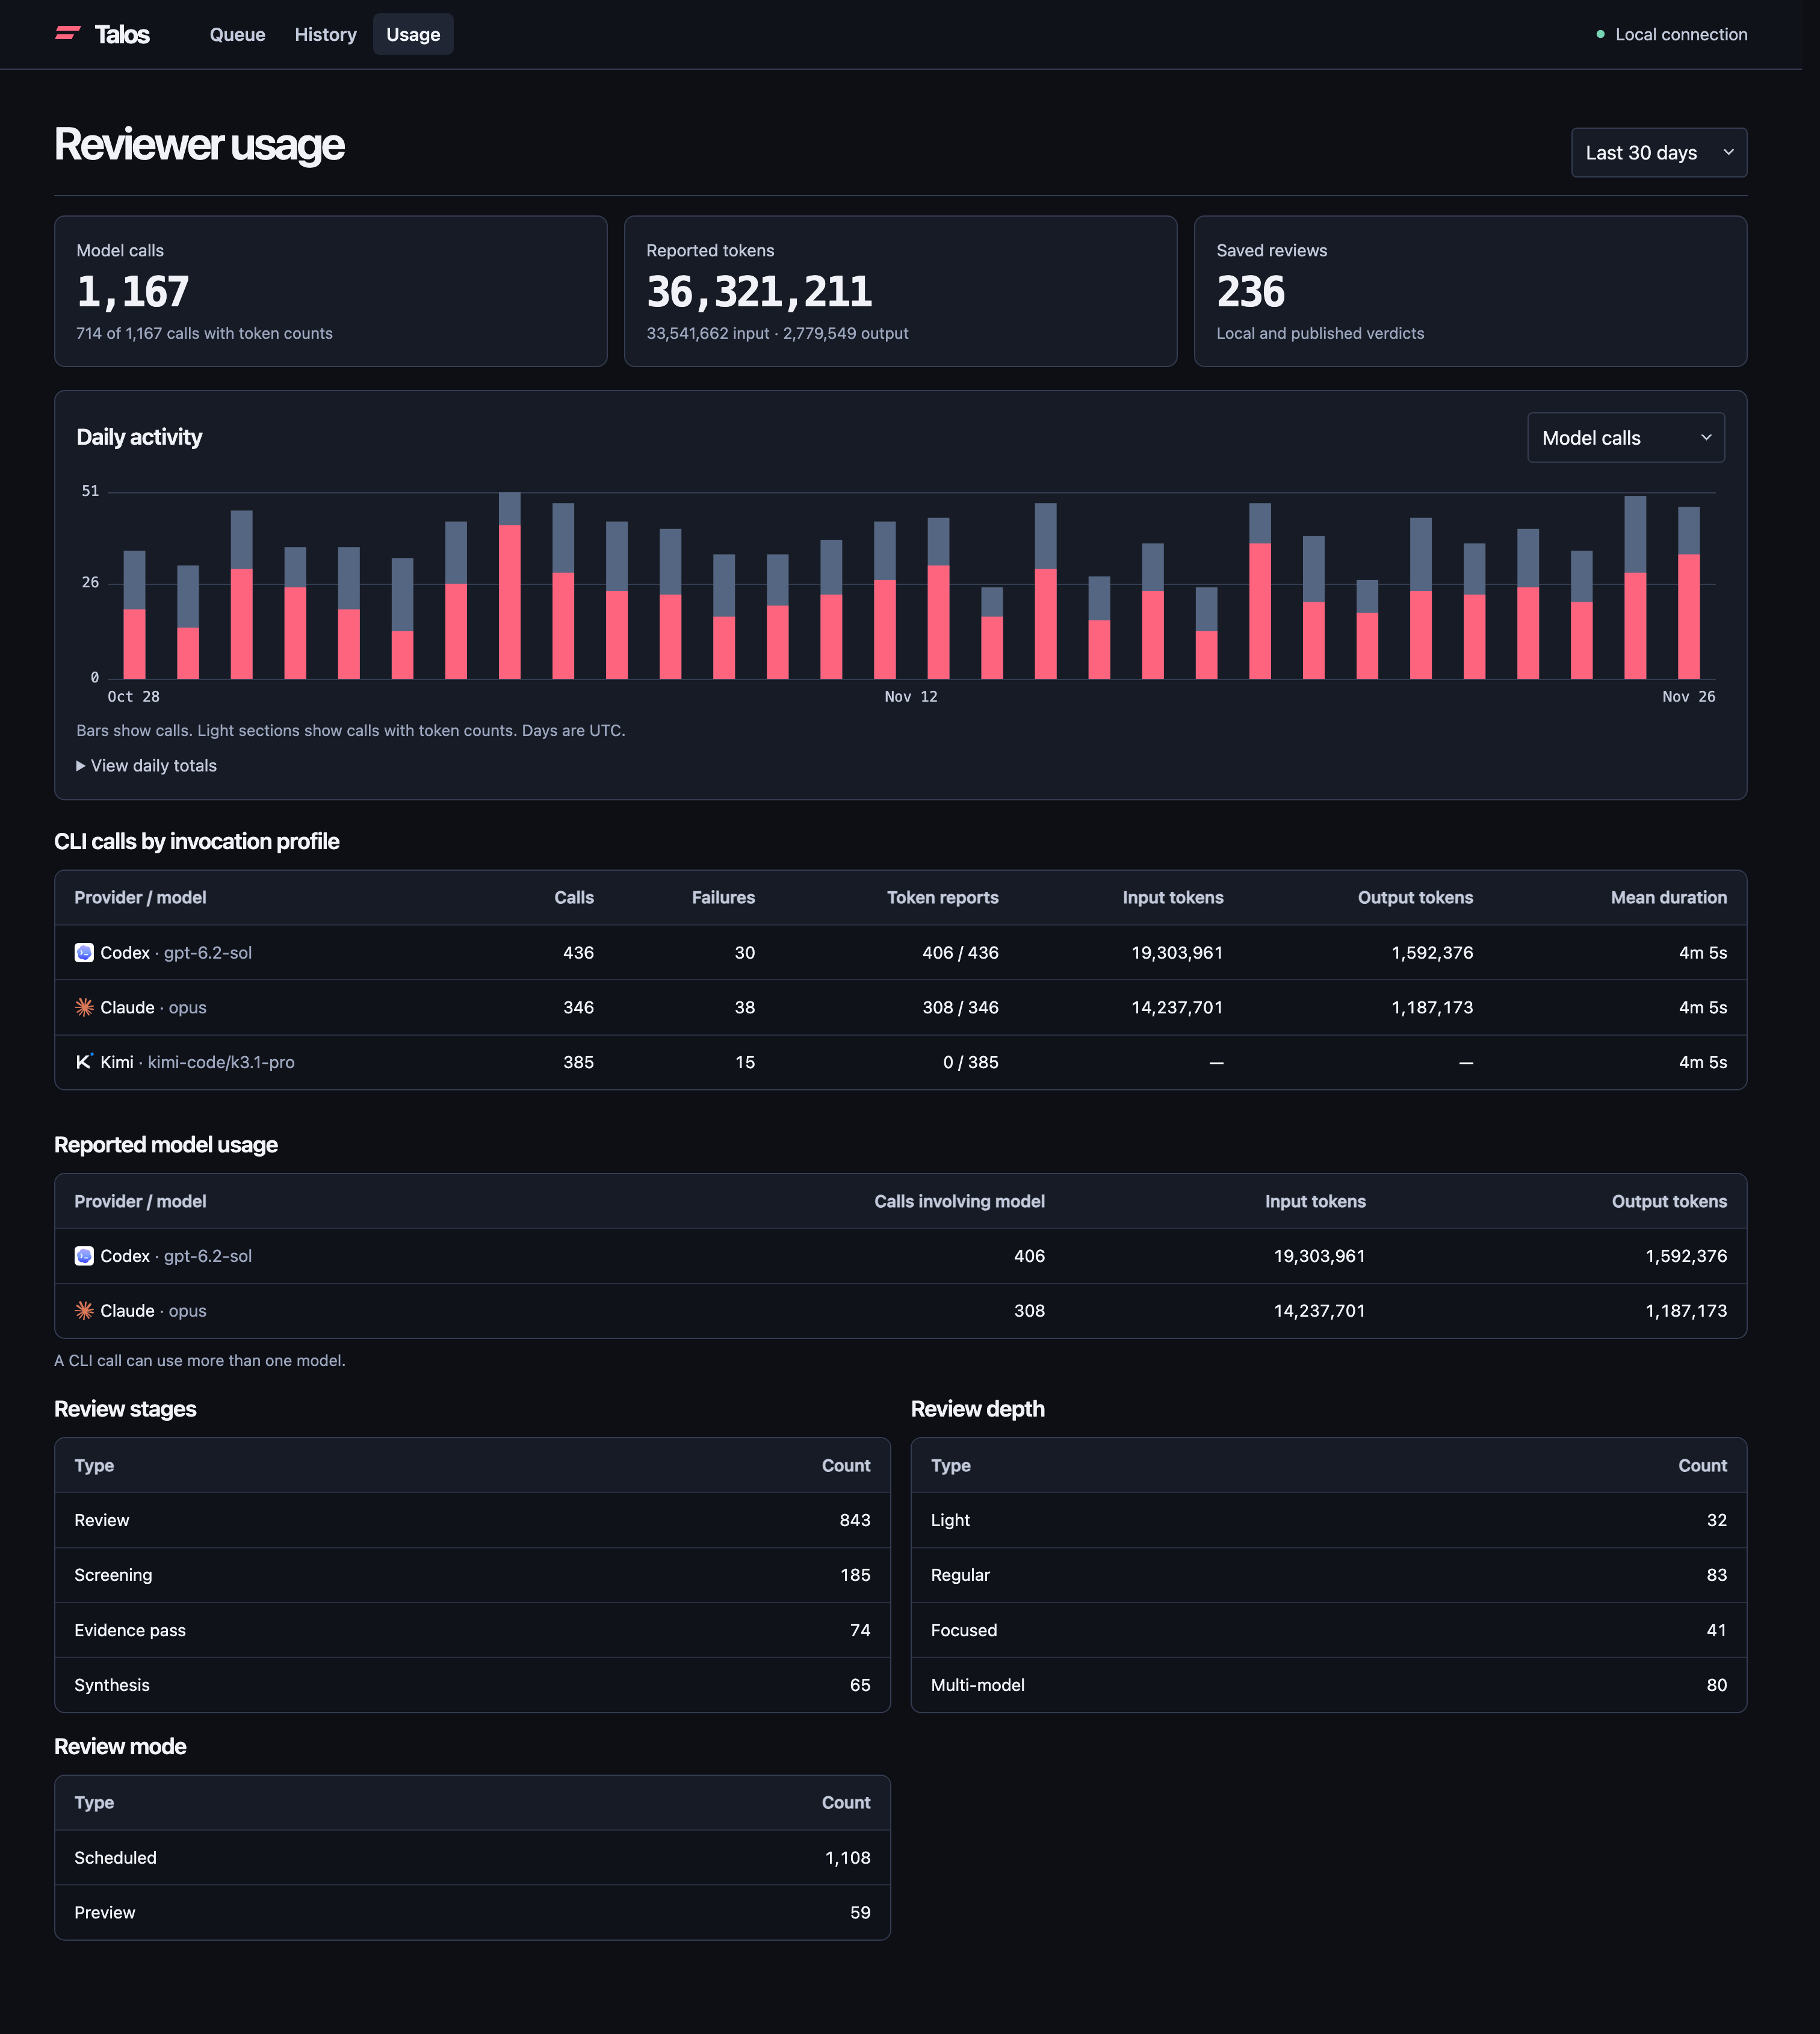 Talos Queue History Usage Local connection
Reviewer usage Last 30 days
Model calls
1,167
714 of 1,167 calls with token counts
Reported tokens
36,321,211
33,541,662 input · 2,779,549 output
Saved reviews
236
Local and published verdicts
Daily activity Model calls
51
26
0
Oct 28 Nov 12 Nov 26
Bars show calls. Light sections show calls with token counts. Days are UTC.
View daily totals
CLI calls by invocation profile
Provider / model Calls Failures Token reports Input tokens Output tokens Mean duration
Codex · gpt-6.2-sol 436 30 406 / 436 19,303,961 1,592,376 4m 5s
Claude · opus 346 38 308 / 346 14,237,701 1,187,173 4m 5s
Kimi · kimi-code/k3.1-pro 385 15 0 / 385 — — 4m 5s
Reported model usage
Provider / model Calls involving model Input tokens Output tokens
Codex · gpt-6.2-sol 406 19,303,961 1,592,376
Claude · opus 308 14,237,701 1,187,173
A CLI call can use more than one model.
Review stages
Type Count
Review 843
Screening 185
Evidence pass 74
Synthesis 65
Review depth
Type Count
Light 32
Regular 83
Focused 41
Multi-model 80
Review mode
Type Count
Scheduled 1,108
Preview 59